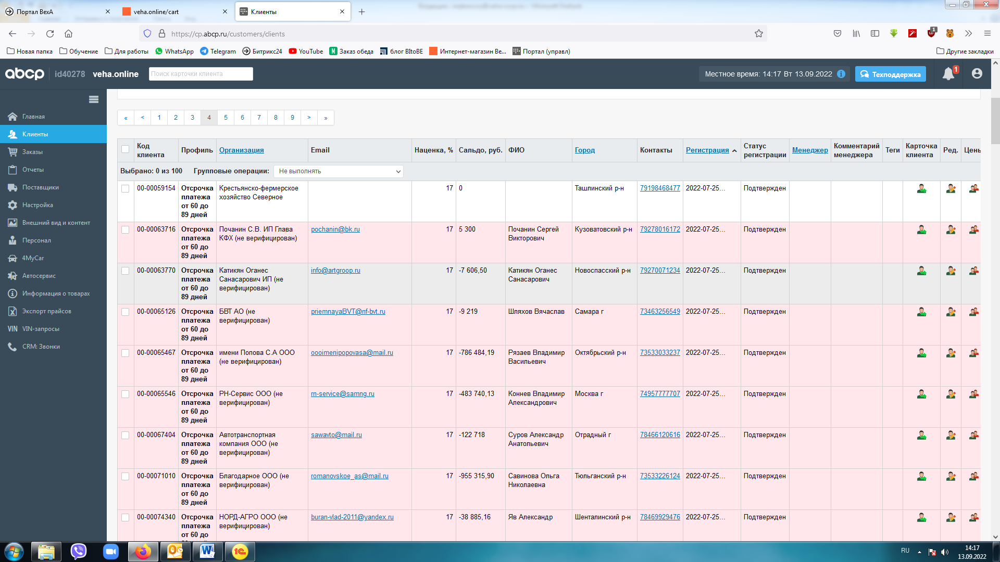 Портал ВехА
veha.online/cart
Клиенты
https://cp.abcp.ru/customers/clients
Новая папка
Обучение
Для работы
WhatsApp
Telegram
Битрикс24
YouTube
Заказ обеда
блог BItoBE
Интернет-магазин Ве...
Портал (управл)
Другие закладки
abcp id40278 veha.online
Поиск карточки клиента
Местное время: 14:17 Вт 13.09.2022
Техподдержка
1
Главная
Клиенты
Заказы
Отчеты
Поставщики
Настройка
Внешний вид и контент
Персонал
4MyCar
Автосервис
Информация о товарах
Экспорт прайсов
VIN VIN-запросы
CRM: Звонки
« < 1 2 3 4 5 6 7 8 9 > »
Код клиента Профиль Организация Email Наценка, % Сальдо, руб. ФИО Город Контакты Регистрация Статус регистрации Менеджер Комментарий менеджера Теги Карточка клиента Ред. Цены
Выбрано: 0 из 100 Групповые операции: Не выполнять
00-00059154 Отсрочка платежа от 60 до 89 дней Крестьянско-фермерское хозяйство Северное 17 0 Ташлинский р-н 79198468477 2022-07-25... Подтвержден
00-00063716 Отсрочка платежа от 60 до 89 дней Почанин С.В. ИП Глава КФХ (не верифицирован) pochanin@bk.ru 17 5 300 Почанин Сергей Викторович Кузоватовский р-н 79278016172 2022-07-25... Подтвержден
00-00063770 Отсрочка платежа от 60 до 89 дней Катикян Оганес Санасарович ИП (не верифицирован) info@artgroop.ru 17 -7 606,50 Катикян Оганес Санасарович Новоспасский р-н 79270071234 2022-07-25... Подтвержден
00-00065126 Отсрочка платежа от 60 до 89 дней БВТ АО (не верифицирован) priemnayaBVT@nf-bvt.ru 17 -9 219 Шляхов Вячаслав Самара г 73463256549 2022-07-25... Подтвержден
00-00065467 Отсрочка платежа от 60 до 89 дней имени Попова С.А ООО (не верифицирован) oooimenipopovasa@mail.ru 17 -786 484,19 Рязаев Владимир Васильевич Октябрьский р-н 73533033237 2022-07-25... Подтвержден
00-00065546 Отсрочка платежа от 60 до 89 дней РН-Сервис ООО (не верифицирован) rn-service@samng.ru 17 -483 740,13 Коннев Владимир Александрович Москва г 74957777707 2022-07-25... Подтвержден
00-00067404 Отсрочка платежа от 60 до 89 дней Автотранспортная компания ООО (не верифицирован) sawavto@mail.ru 17 -122 718 Суров Александр Анатольевич Отрадный г 78466120616 2022-07-25... Подтвержден
00-00071010 Отсрочка платежа от 60 до 89 дней Благодарное ООО (не верифицирован) romanovskoe_as@mail.ru 17 -955 315,90 Савинова Ольга Николаевна Тюльганский р-н 73533226124 2022-07-25... Подтвержден
00-00074340 Отсрочка платежа от 60 до НОРД-АГРО ООО (не верифицирован) buran-vlad-2011@yandex.ru 17 -38 885,16 Яв Александр Шенталинский р-н 78469929476 2022-07-25... Подтвержден
RU
14:17
13.09.2022